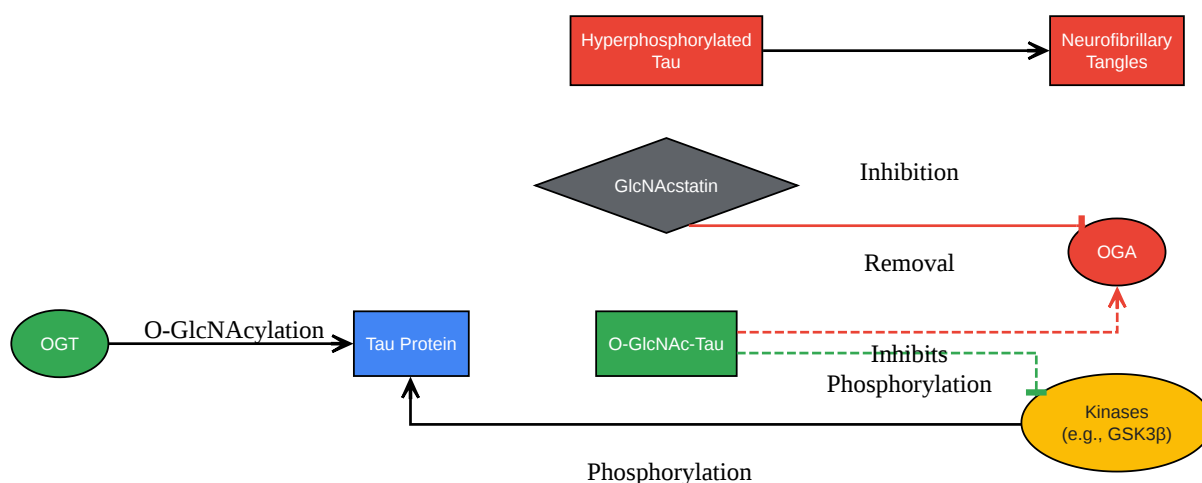 Hyperphosphorylated
Tau
Neurofibrillary
Tangles
GlcNAcstatin
Inhibition
OGA
Removal
OGT
O-GlcNAcylation
Tau Protein
O-GlcNAc-Tau
Inhibits
Phosphorylation
Kinases
(e.g., GSK3β)
Phosphorylation